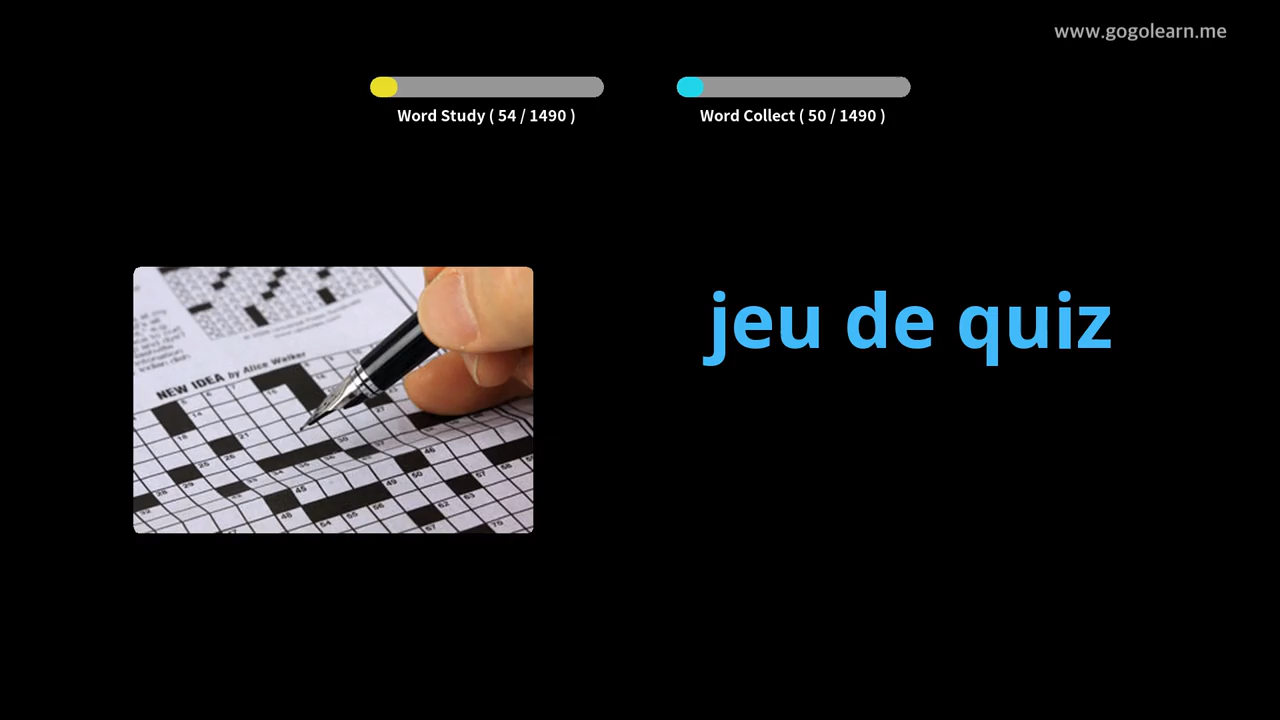 www.gogolearn.me
Word Study ( 54 / 1490 )
Word Collect ( 50 / 1490 )
jeu de quiz
NEW IDEA by Alice Walker